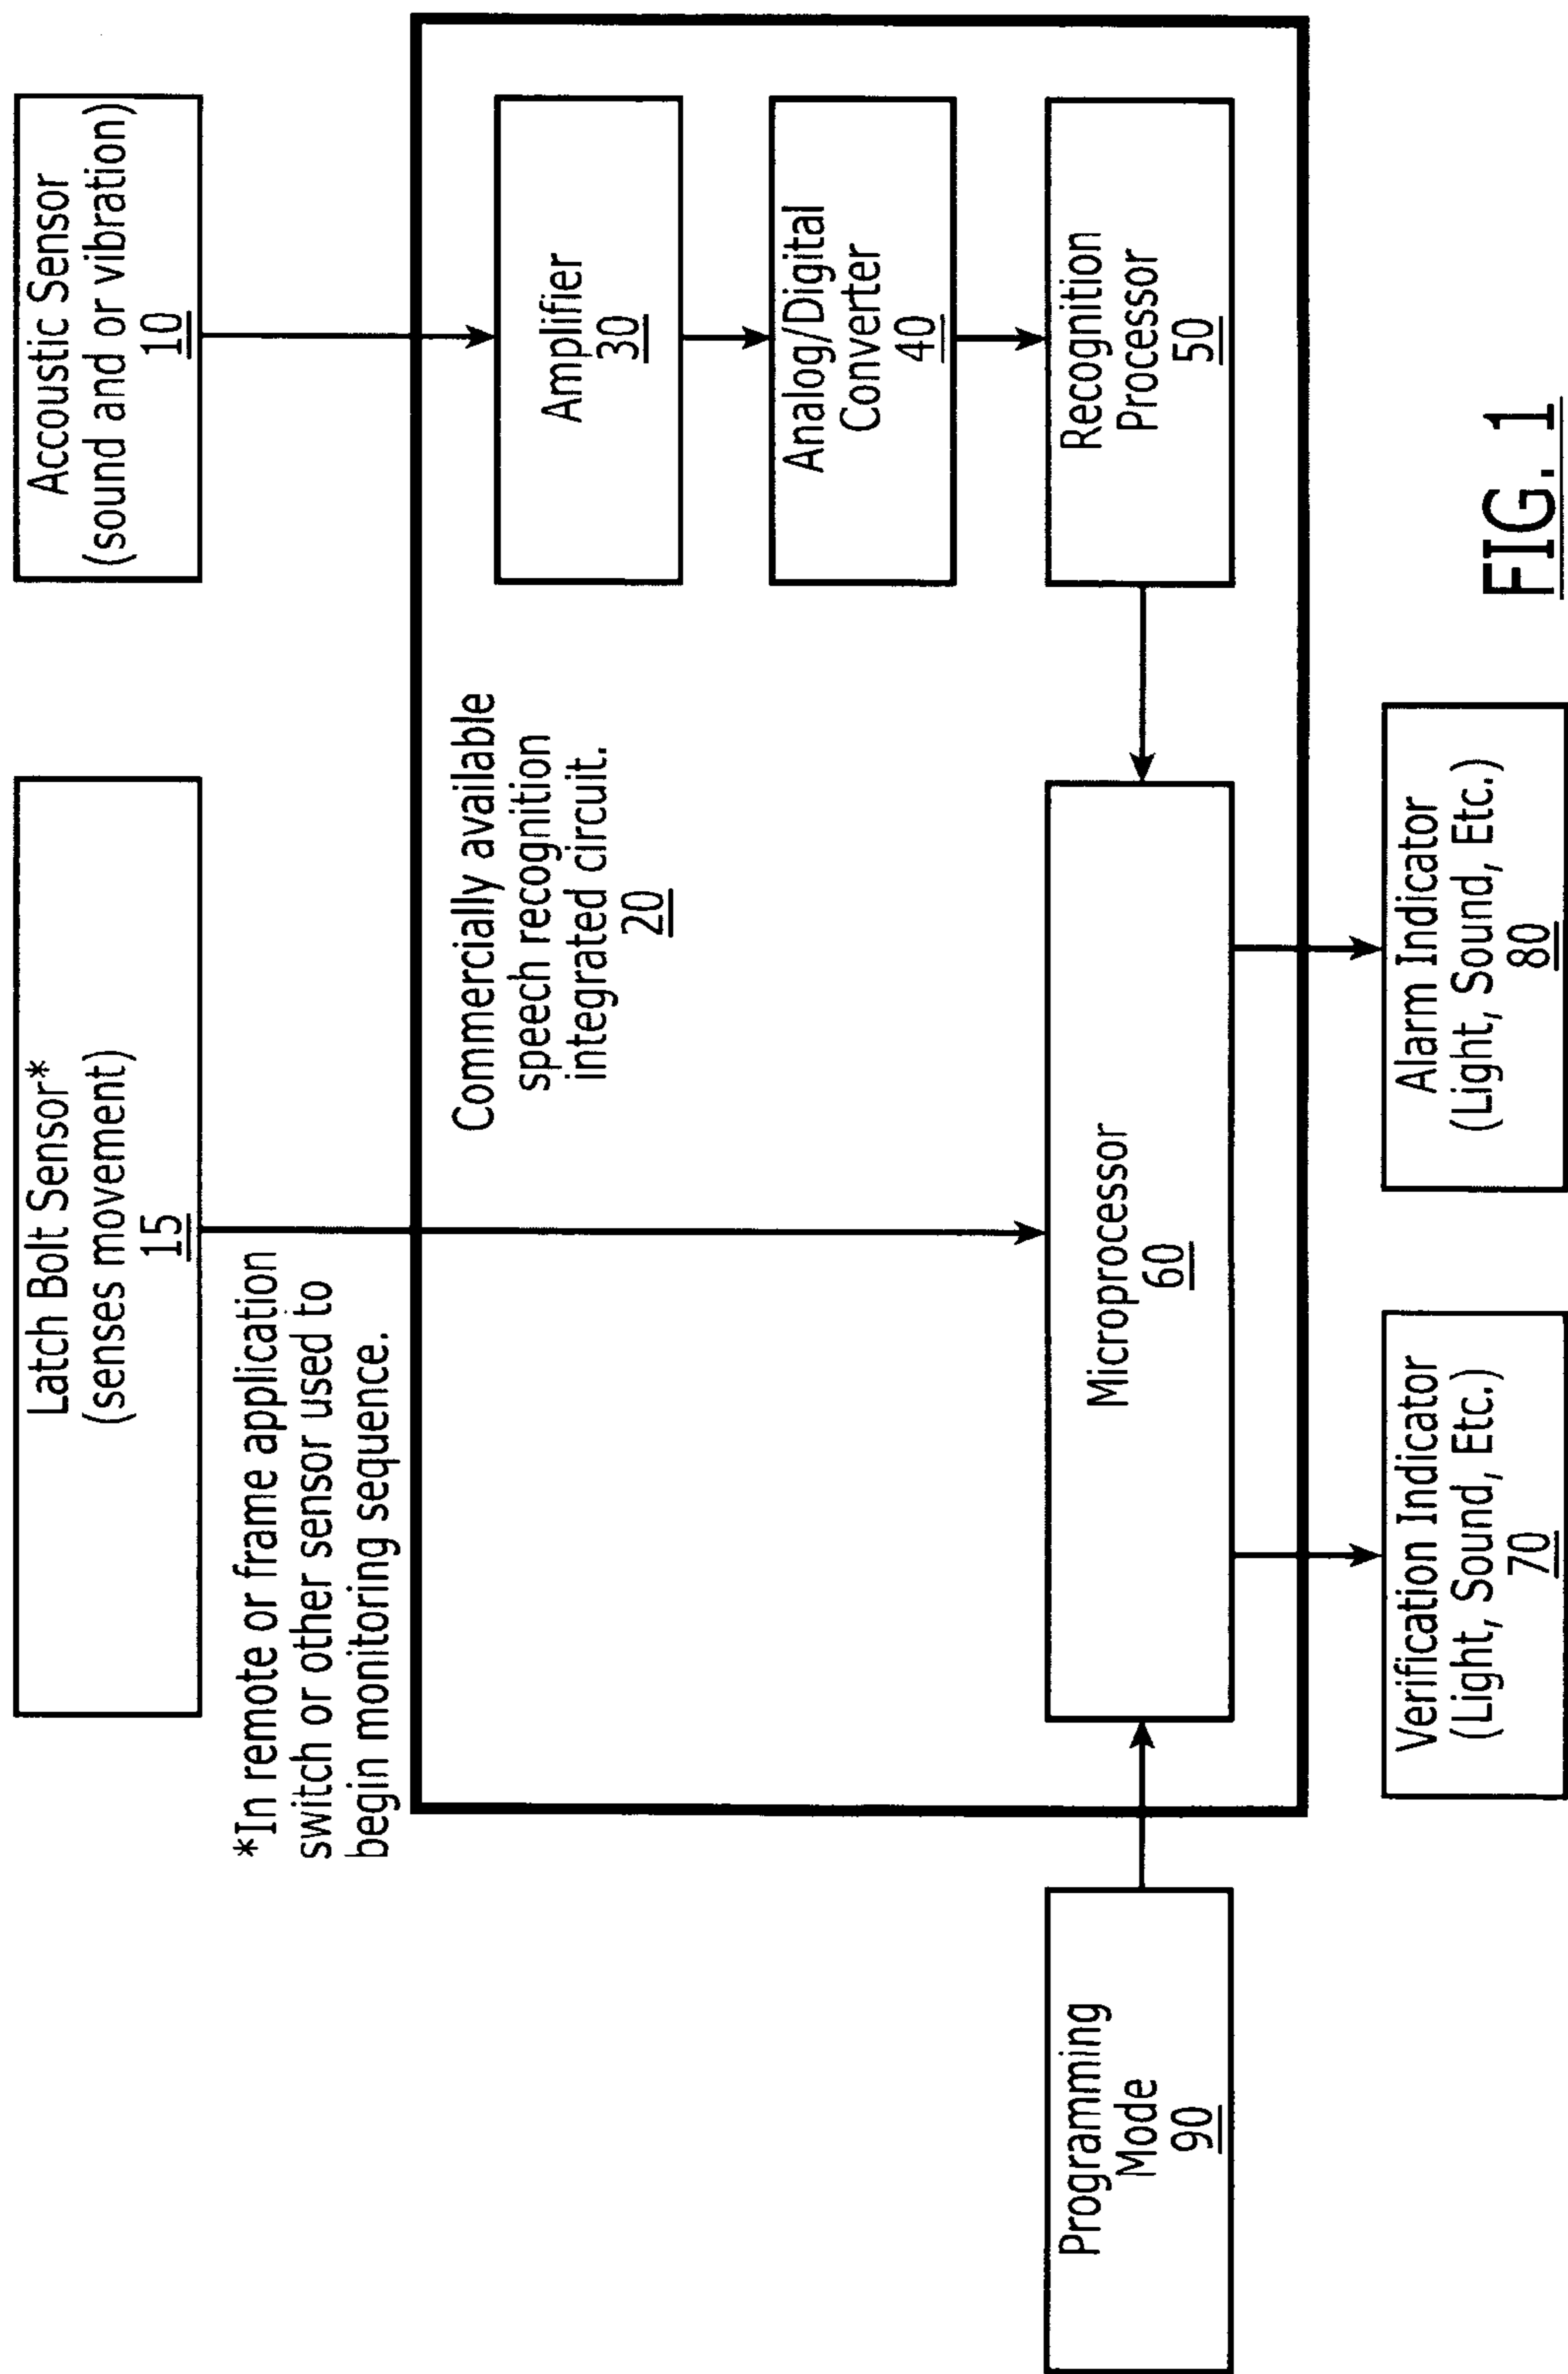 Latch Bolt Sensor*
(senses movement)
15
Accoustic Sensor
(sound and or vibration)
10
*In remote or frame application
switch or other sensor used to
begin monitoring sequence.
Commercially available
speech recognition
integrated circuit.
20
Amplifier
30
Analog/Digital
Converter
40
Programming
Mode
90
Microprocessor
60
Recognition
Processor
50
Verification Indicator
(Light, Sound, Etc.)
70
Alarm Indicator
(Light, Sound, Etc.)
80
FIG. 1